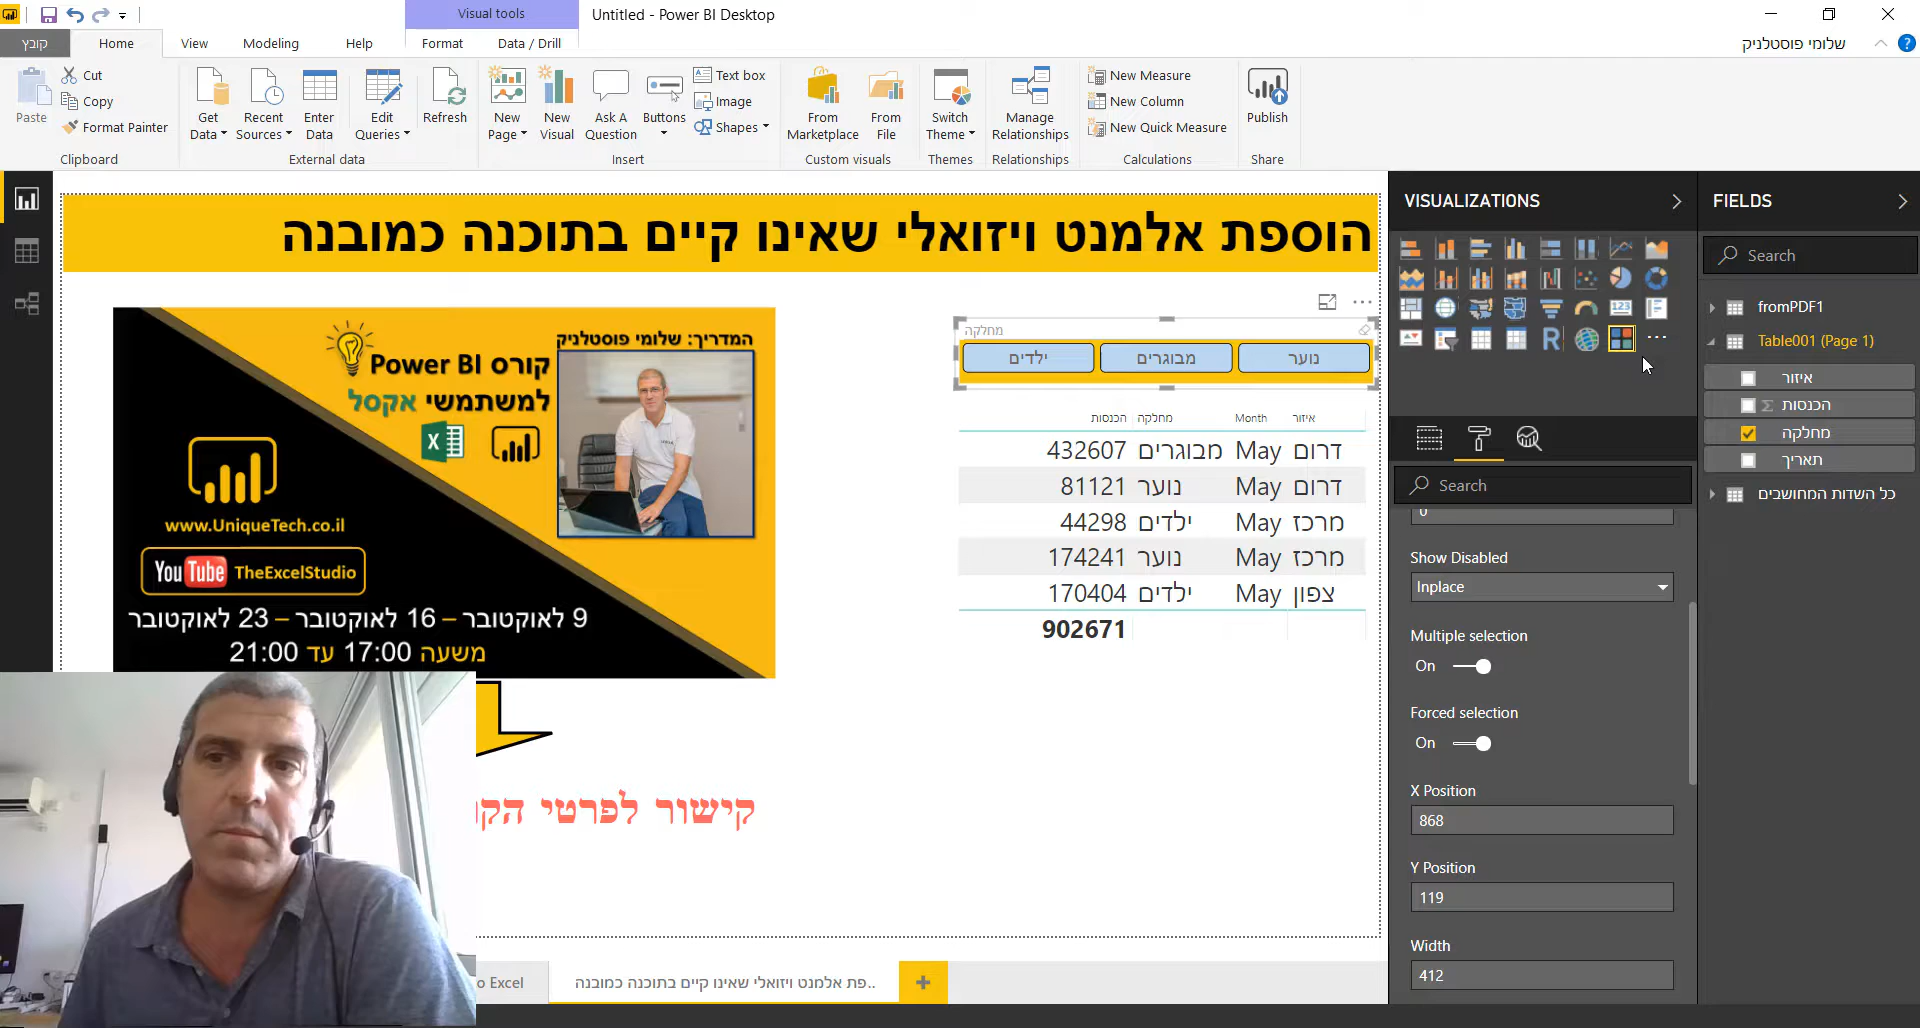 Visual tools
Untitled - Power BI Desktop
קובץ
Home
View
Modeling
Help
Format
Data / Drill
שלומי פוסטלניק
Paste
Cut
Copy
Format Painter
Clipboard
Get Data
Recent Sources
Enter Data
Edit Queries
Refresh
External data
New Page
New Visual
Ask A Question
Buttons
Text box
Image
Shapes
Insert
From Marketplace
From File
Custom visuals
Switch Theme
Themes
Manage Relationships
Relationships
New Measure
New Column
New Quick Measure
Calculations
Publish
Share
הוספת אלמנט ויזואלי שאינו קיים בתוכנה כמובנה
המדריך: שלומי פוסטלניק
קורס Power BI
למשתמשי אקסל
www.UniqueTech.co.il
YouTube TheExcelStudio
9 לאוקטובר – 16 לאוקטובר – 23 לאוקטובר
משעה 17:00 עד 21:00
קישור לפרטי הק
מחלקה
נוער
מבוגרים
ילדים
איזור Month מחלקה הכנסות
דרום May מבוגרים 432607
דרום May נוער 81121
מרכז May ילדים 44298
מרכז May נוער 174241
צפון May ילדים 170404
902671
o Excel
פת אלמנט ויזואלי שאינו קיים בתוכנה כמובנה..
VISUALIZATIONS
123
R
Search
0
Show Disabled
Inplace
Multiple selection
On
Forced selection
On
X Position
868
Y Position
119
Width
412
FIELDS
Search
fromPDF1
Table001 (Page 1)
איזור
הכנסות
מחלקה
תאריך
כל השדות המחושבים